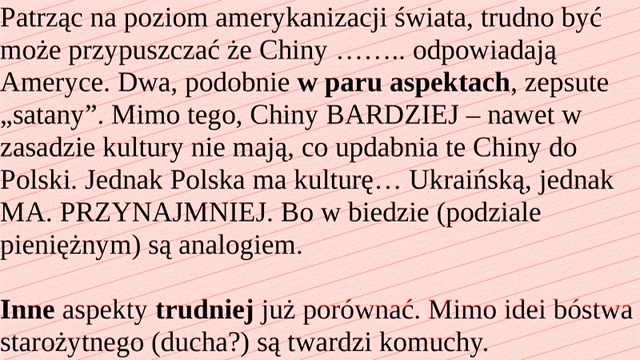 Patrząc na poziom amerykanizacji świata, trudno być
może przypuszczać że Chiny …….. odpowiadają
Ameryce. Dwa, podobnie w paru aspektach, zepsute
„satany”. Mimo tego, Chiny BARDZIEJ – nawet w
zasadzie kultury nie mają, co updabnia te Chiny do
Polski. Jednak Polska ma kulturę… Ukraińską, jednak
MA. PRZYNAJMNIEJ. Bo w biedzie (podziale
pieniężnym) są analogiem.
Inne aspekty trudniej już porównać. Mimo idei bóstwa
starożytnego (ducha?) są twardzi komuchy.